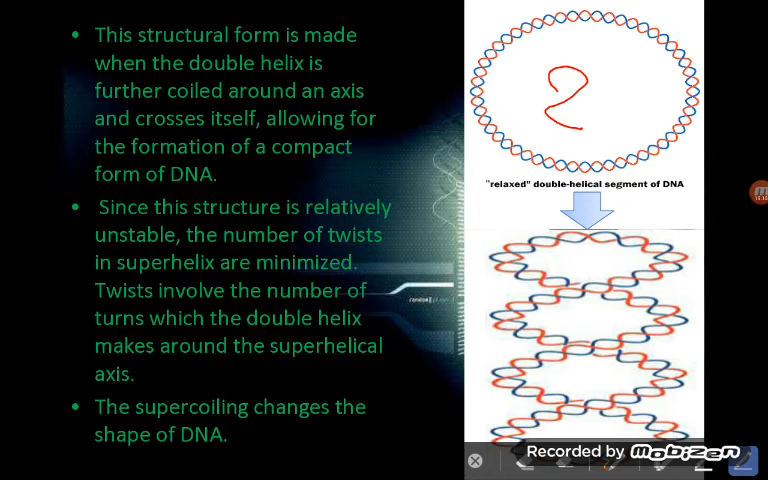 • This structural form is made
when the double helix is
further coiled around an axis
and crosses itself, allowing for
the formation of a compact
form of DNA.
• Since this structure is relatively
unstable, the number of twists
in superhelix are minimized.
Twists involve the number of
turns which the double helix
makes around the superhelical
axis.
• The supercoiling changes the
shape of DNA.
2
"relaxed" double-helical segment of DNA
Recorded by mobizen